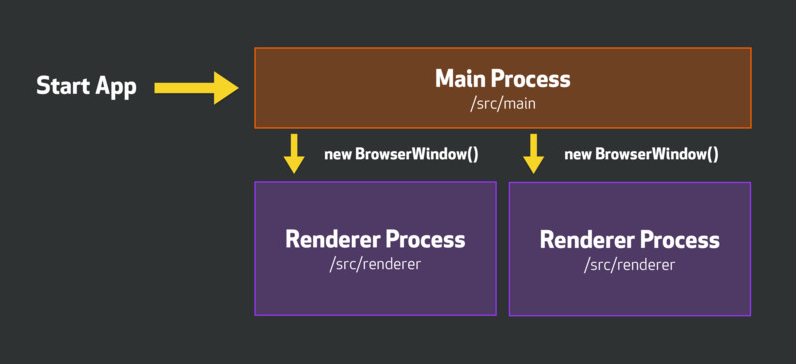 Start App
Main Process
/src/main
new BrowserWindow()
new BrowserWindow()
Renderer Process
/src/renderer
Renderer Process
/src/renderer